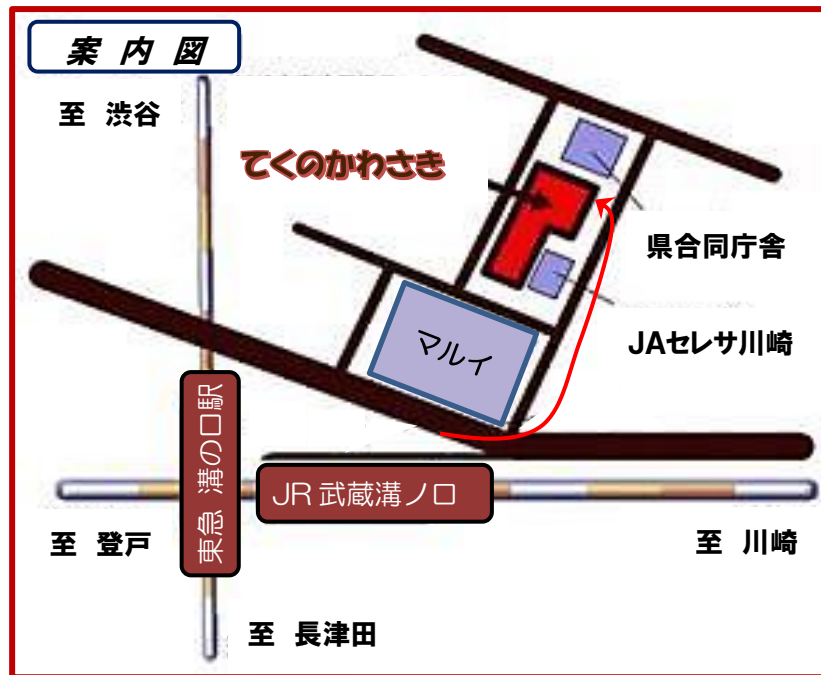 案 内 図
至 渋谷
てくのかわさき
県合同庁舎
JAセレサ川崎
マルイ
東急 溝の口駅
JR 武蔵溝ノ口
至 登戸
至 川崎
至 長津田